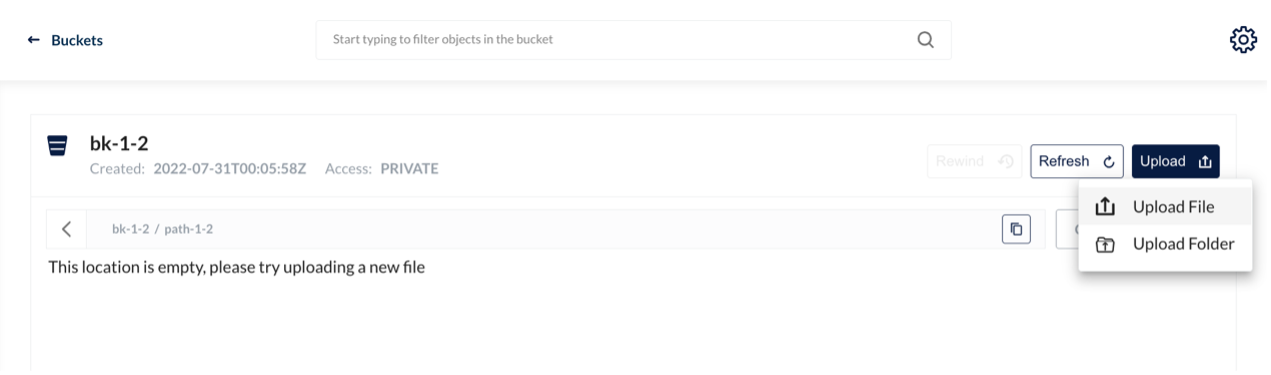 Buckets
Start typing to filter objects in the bucket
bk-1-2
Created: 2022-07-31T00:05:58Z Access: PRIVATE
Rewind
Refresh
Upload
Upload File
Upload Folder
bk-1-2 / path-1-2
This location is empty, please try uploading a new file